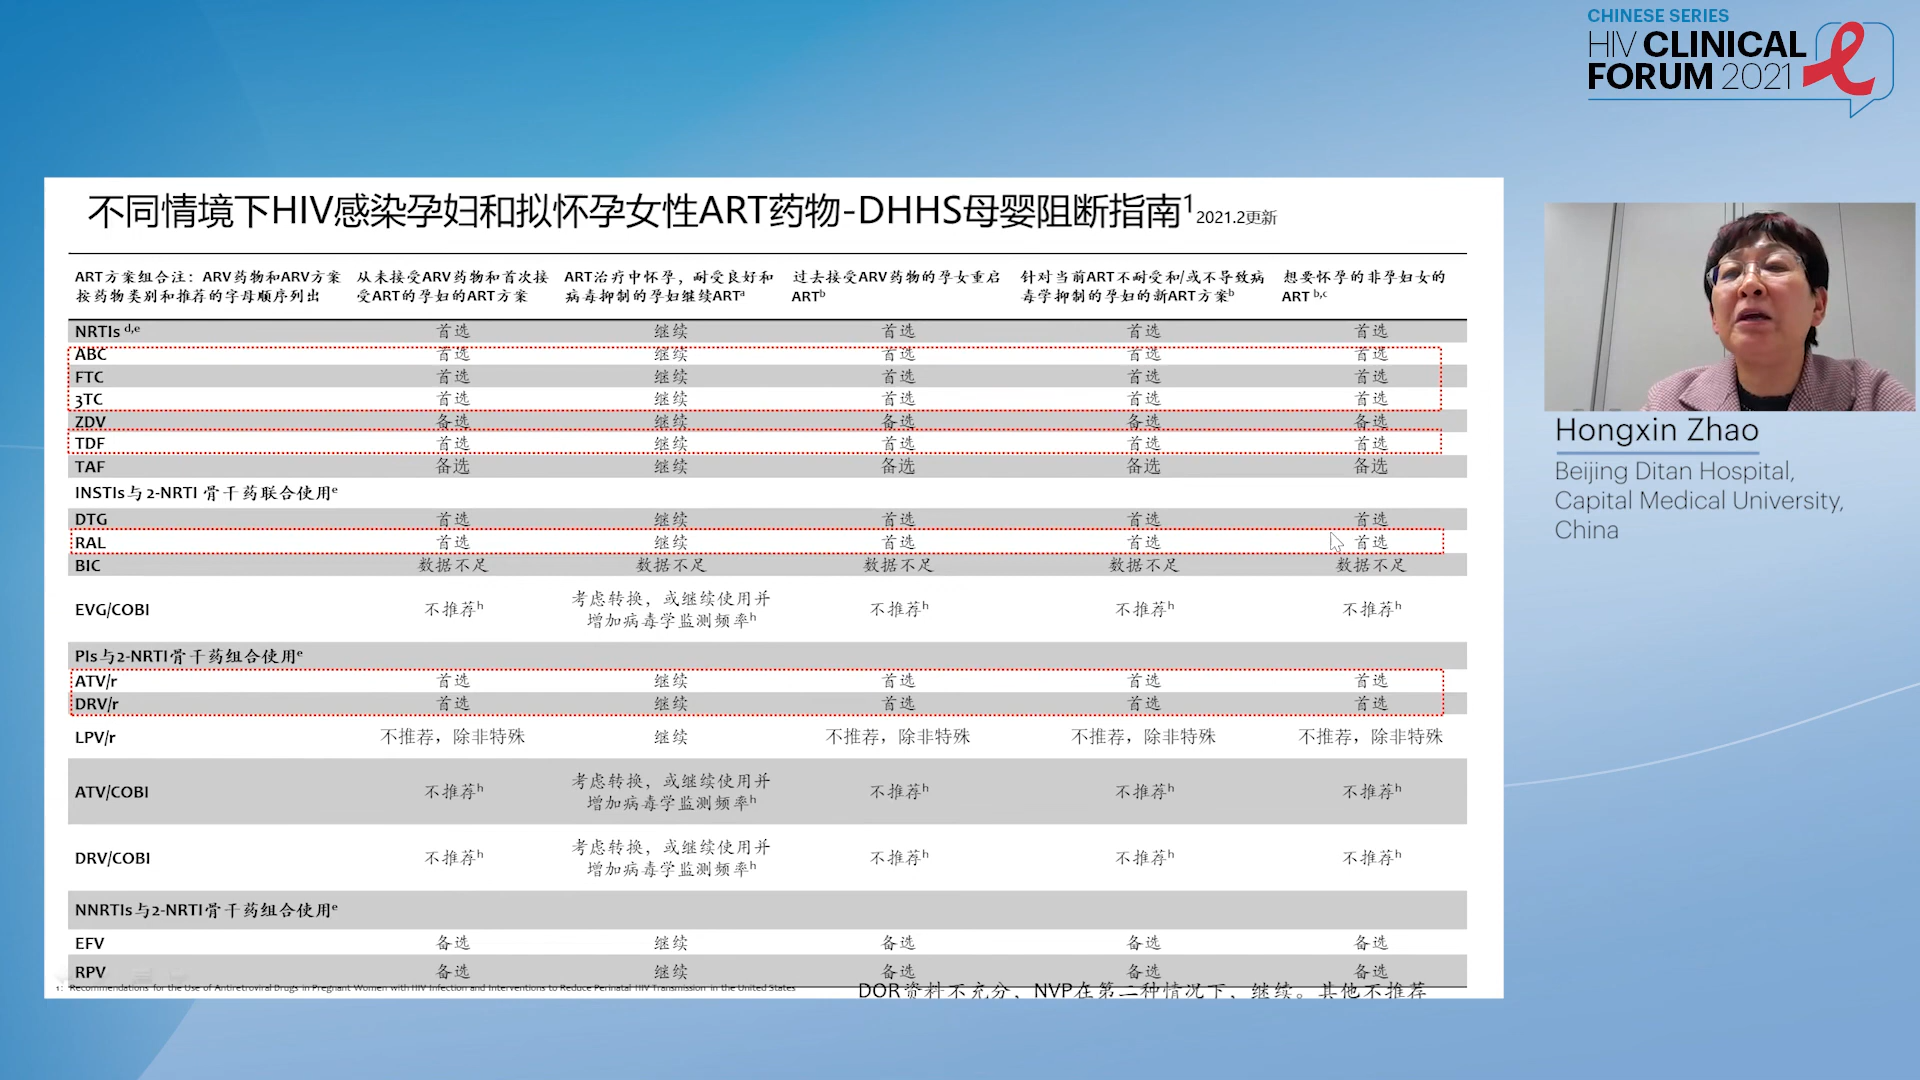 CHINESE SERIES
HIV CLINICAL
FORUM 2021
不同情境下HIV感染孕妇和拟怀孕女性ART药物-DHHS母婴阻断指南1 2021.2更新
ART方案组合注：ARV药物和ARV方案按药物类别和推荐的字母顺序列出 从未接受ARV药物和首次接受ART的孕妇的ART方案 ART治疗中怀孕，耐受良好和病毒抑制的孕妇继续ARTa 过去接受ARV药物的孕女重启ARTb 针对当前ART不耐受和/或不导致病毒学抑制的孕妇的新ART方案b 想要怀孕的非孕妇女的ART b,c
NRTIs d,e 首选 继续 首选 首选 首选
ABC 首选 继续 首选 首选 首选
FTC 首选 继续 首选 首选 首选
3TC 首选 继续 首选 首选 首选
ZDV 备选 继续 备选 备选 备选
TDF 首选 继续 首选 首选 首选
TAF 备选 继续 备选 备选 备选
INSTIs与2-NRTI 骨干药联合使用e
DTG 首选 继续 首选 首选 首选
RAL 首选 继续 首选 首选 首选
BIC 数据不足 数据不足 数据不足 数据不足 数据不足
EVG/COBI 不推荐h 考虑转换，或继续使用并增加病毒学监测频率h 不推荐h 不推荐h 不推荐h
PIs与2-NRTI骨干药组合使用e
ATV/r 首选 继续 首选 首选 首选
DRV/r 首选 继续 首选 首选 首选
LPV/r 不推荐，除非特殊 继续 不推荐，除非特殊 不推荐，除非特殊 不推荐，除非特殊
ATV/COBI 不推荐h 考虑转换，或继续使用并增加病毒学监测频率h 不推荐h 不推荐h 不推荐h
DRV/COBI 不推荐h 考虑转换，或继续使用并增加病毒学监测频率h 不推荐h 不推荐h 不推荐h
NNRTIs与2-NRTI骨干药组合使用e
EFV 备选 继续 备选 备选 备选
RPV 备选 继续 备选 备选 备选
1: Recommendations for the Use of Antiretroviral Drugs in Pregnant Women with HIV Infection and Interventions to Reduce Perinatal HIV Transmission in the United States
DOR资料不充分，NVP在第二种情况下，继续。其他不推荐
Hongxin Zhao
Beijing Ditan Hospital,
Capital Medical University,
China